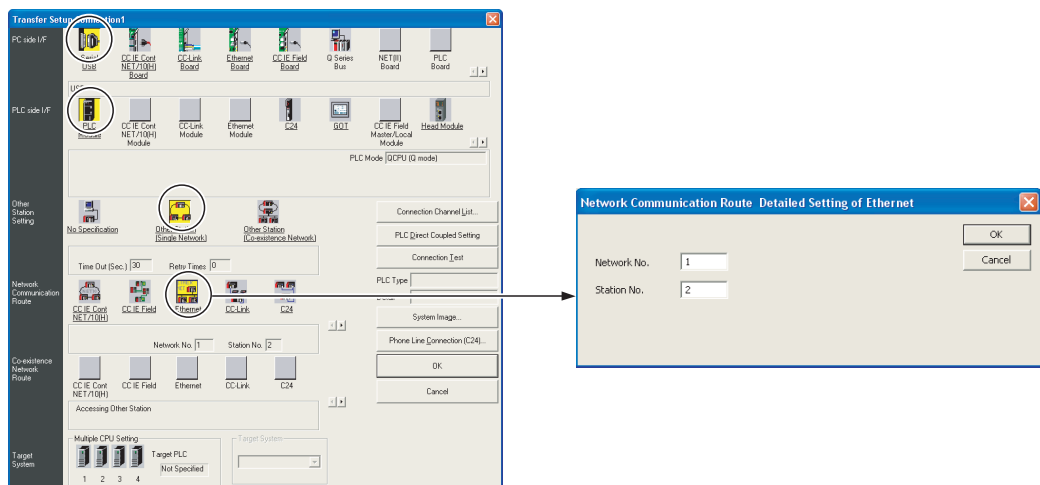 Transfer Setup Connection1
PC side I/F
Serial USB
CC IE Cont NET/10(H) Board
CC-Link Board
Ethernet Board
CC IE Field Board
Q Series Bus
NET(II) Board
PLC Board
PLC side I/F
PLC Module
CC IE Cont NET/10(H) Module
CC-Link Module
Ethernet Module
C24
GOT
CC IE Field Master/Local Module
Head Module
PLC Mode QCPU (Q mode)
Other Station Setting
No Specification
Other Station (Single Network)
Other Station (Co-existence Network)
Time Out (Sec.) 30 Retry Times 0
Connection Channel List...
PLC Direct Coupled Setting
Connection Test
PLC Type
System Image...
Phone Line Connection (C24)...
OK
Cancel
Network Communication Route
CC IE Cont NET/10(H)
CC IE Field
Ethernet
CC-Link
C24
Network No. 1 Station No. 2
Co-existence Network Route
CC IE Cont NET/10(H)
CC IE Field
Ethernet
CC-Link
C24
Accessing Other Station
Target System
Multiple CPU Setting
1 2 3 4
Target PLC
Not Specified
Target System
Network Communication Route Detailed Setting of Ethernet
Network No. 1
Station No. 2
OK
Cancel